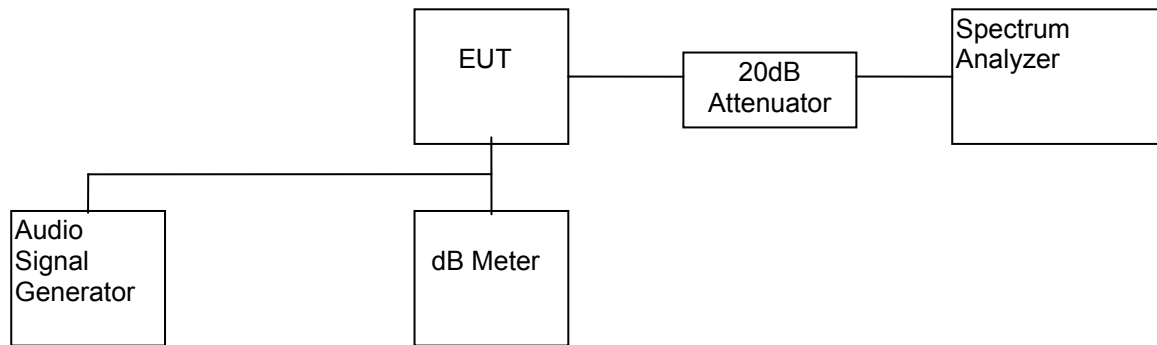 EUT
20dB
Attenuator
Spectrum
Analyzer
Audio
Signal
Generator
dB Meter